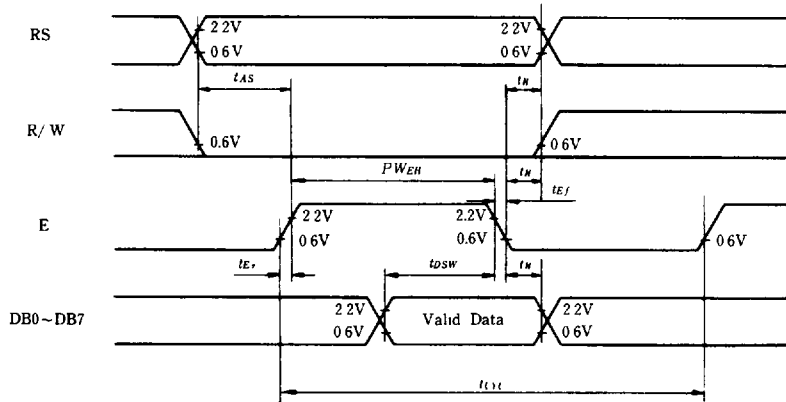 RS 2.2V 2.2V
0.6V 0.6V
tAS tH
R/W 0.6V 0.6V
PWEH tH
tEf
E 2.2V 2.2V
0.6V 0.6V 0.6V
tEr tDSW tH
DB0~DB7 2.2V Valid Data 2.2V
0.6V 0.6V